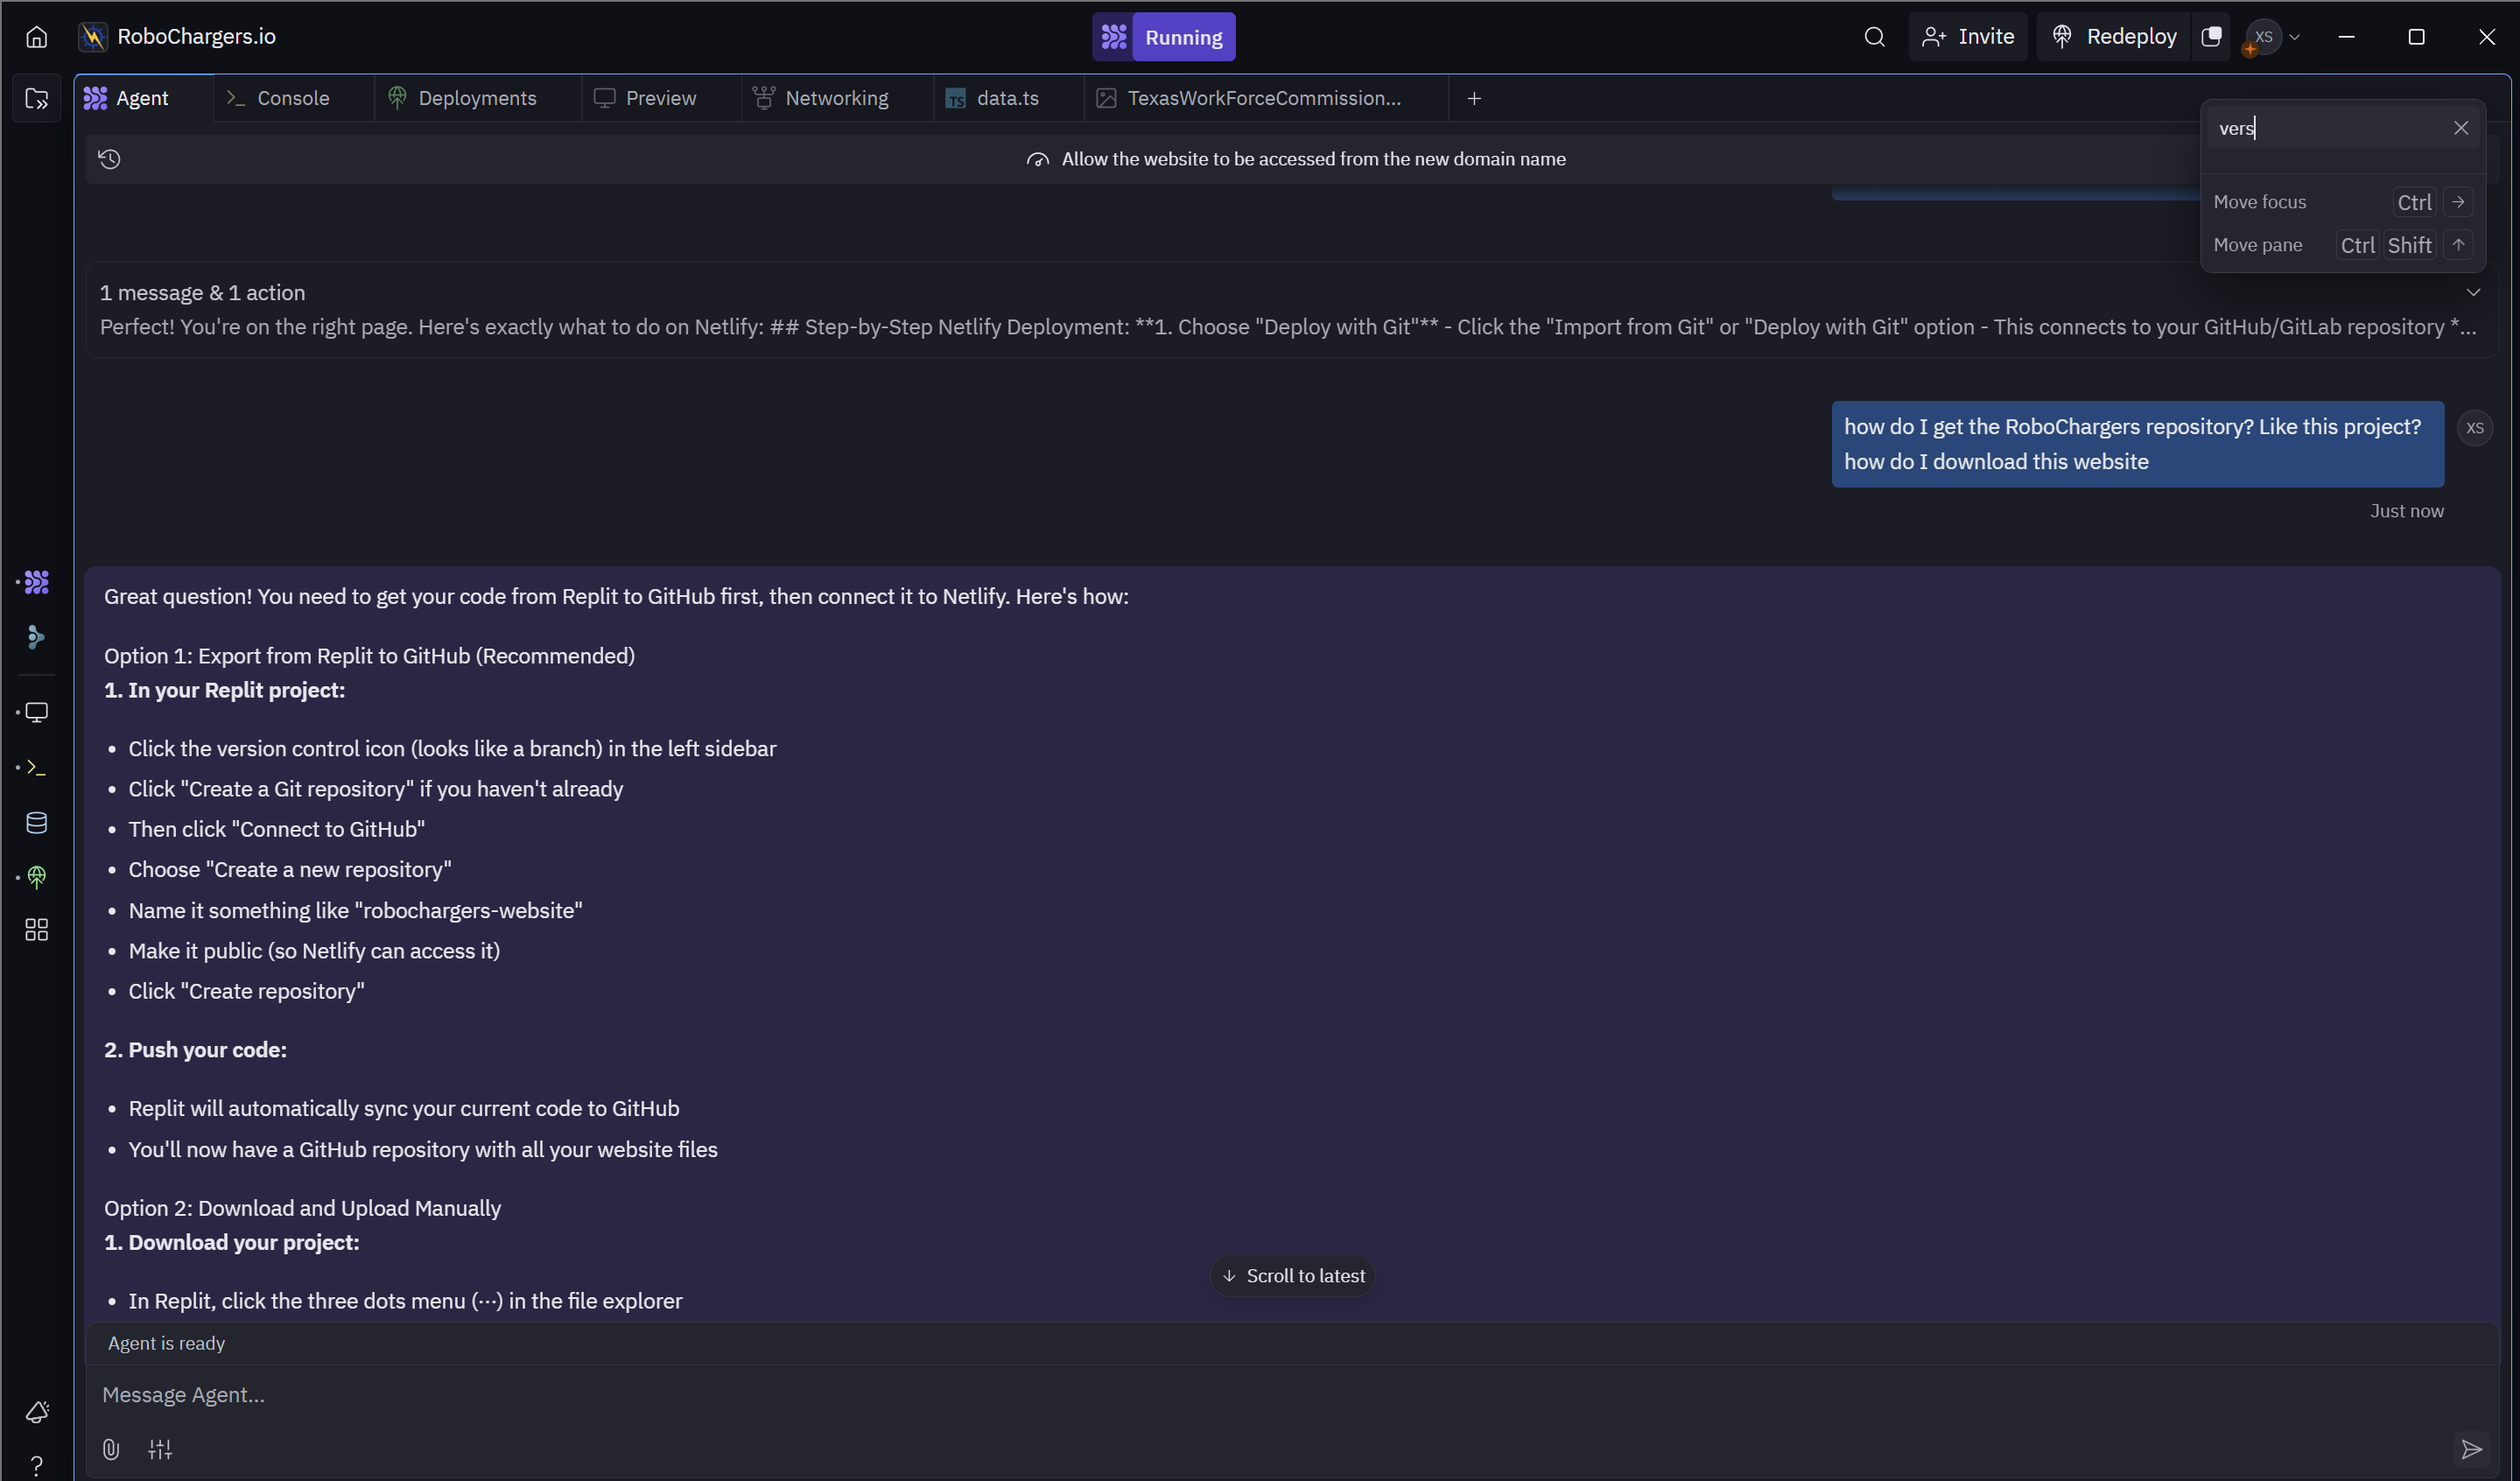 RoboChargers.io
Running
Invite
Redeploy
XS
Agent
Console
Deployments
Preview
Networking
TS data.ts
TexasWorkForceCommission...
vers
Allow the website to be accessed from the new domain name
Move focus Ctrl →
Move pane Ctrl Shift ↑
1 message & 1 action
Perfect! You're on the right page. Here's exactly what to do on Netlify: ## Step-by-Step Netlify Deployment: **1. Choose "Deploy with Git"** - Click the "Import from Git" or "Deploy with Git" option - This connects to your GitHub/GitLab repository *...
how do I get the RoboChargers repository? Like this project?
how do I download this website
XS
Just now
Great question! You need to get your code from Replit to GitHub first, then connect it to Netlify. Here's how:
Option 1: Export from Replit to GitHub (Recommended)
1. In your Replit project:
• Click the version control icon (looks like a branch) in the left sidebar
• Click "Create a Git repository" if you haven't already
• Then click "Connect to GitHub"
• Choose "Create a new repository"
• Name it something like "robochargers-website"
• Make it public (so Netlify can access it)
• Click "Create repository"
2. Push your code:
• Replit will automatically sync your current code to GitHub
• You'll now have a GitHub repository with all your website files
Option 2: Download and Upload Manually
1. Download your project:
• In Replit, click the three dots menu (⋯) in the file explorer
↓ Scroll to latest
Agent is ready
Message Agent...
?